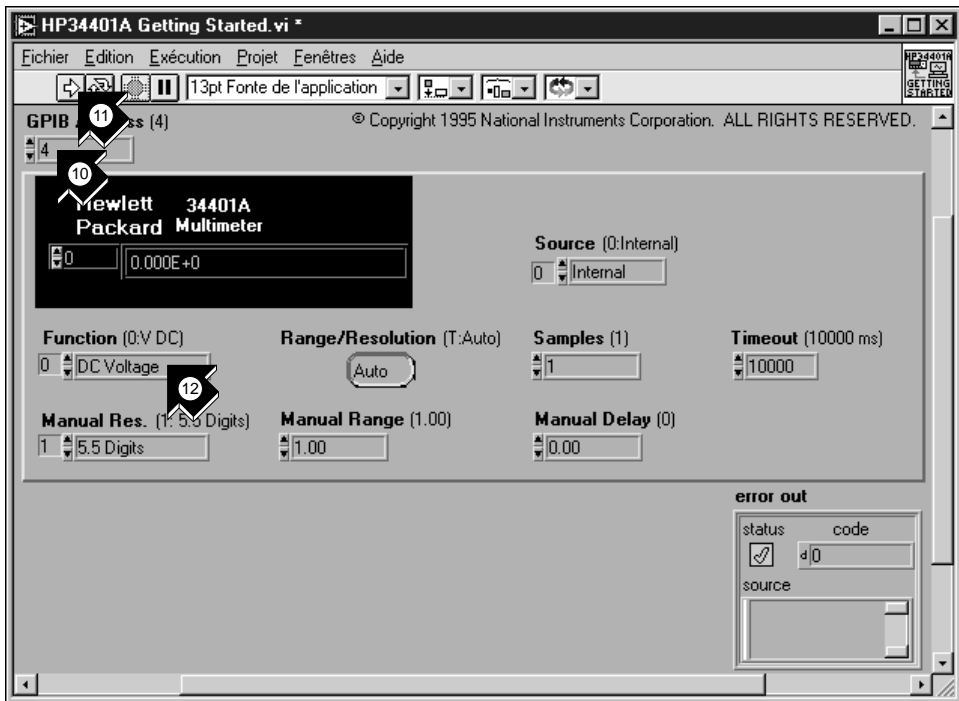 HP34401A Getting Started.vi *
Fichier Edition Exécution Projet Fenêtres Aide
HP34401A
GETTING
STARTED
13pt Fonte de l'application
11
GPIB ss (4)
© Copyright 1995 National Instruments Corporation. ALL RIGHTS RESERVED.
4
10
Hewlett 34401A
Packard Multimeter
0 0.000E+0
Source (0:Internal)
0 Internal
Function (0:V DC)
Range/Resolution (T:Auto)
Samples (1)
Timeout (10000 ms)
0 DC Voltage
Auto
1
10000
12
Manual Res. (1: 5.5 Digits)
Manual Range (1.00)
Manual Delay (0)
1 5.5 Digits
1.00
0.00
error out
status code
d 0
source